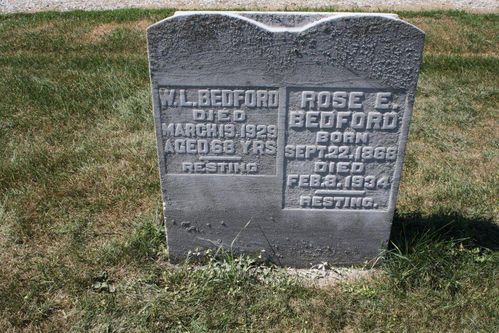 W.L. BEDFORD
DIED
MARCH 19, 1929
AGED 68 YRS
RESTING
ROSE E.
BEDFORD
BORN
SEPT. 22, 1868
DIED
FEB. 8, 1934
RESTING.